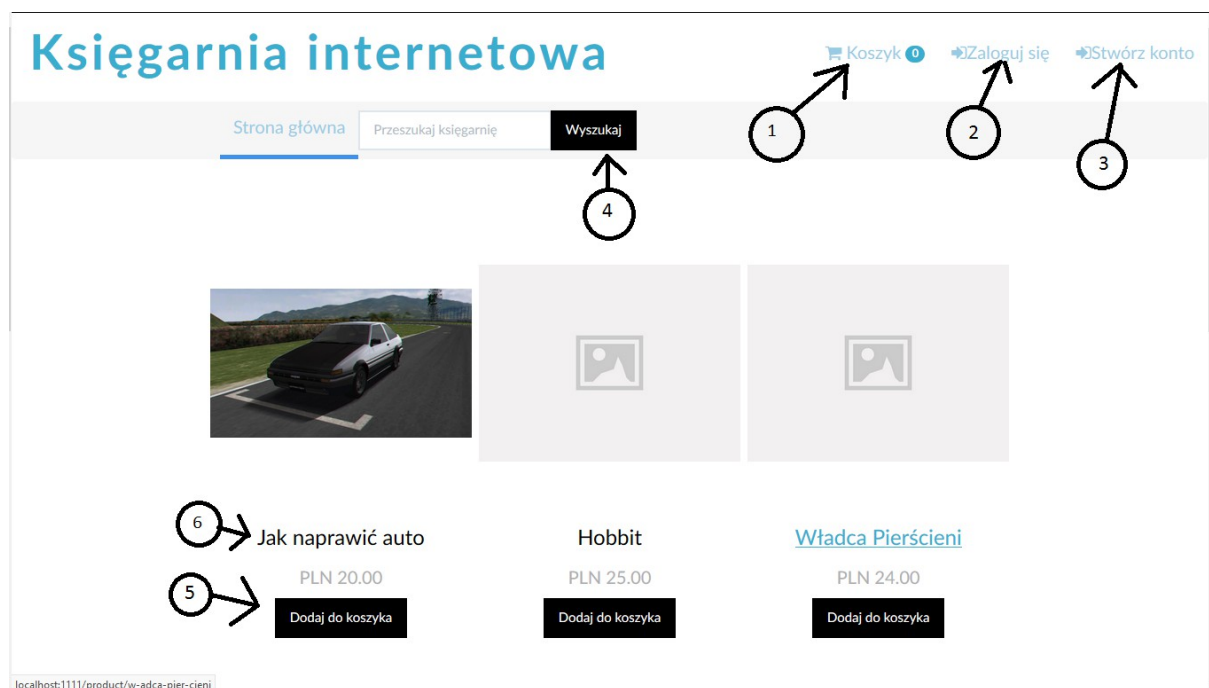 Księgarnia internetowa
Koszyk 0 Zaloguj się Stwórz konto
Strona główna Przeszukaj księgarnię Wyszukaj
1 2 3
4
6
Jak naprawić auto Hobbit Władca Pierścieni
PLN 20.00 PLN 25.00 PLN 24.00
5
Dodaj do koszyka Dodaj do koszyka Dodaj do koszyka
localhost:1111/product/w-adca-pier-cieni